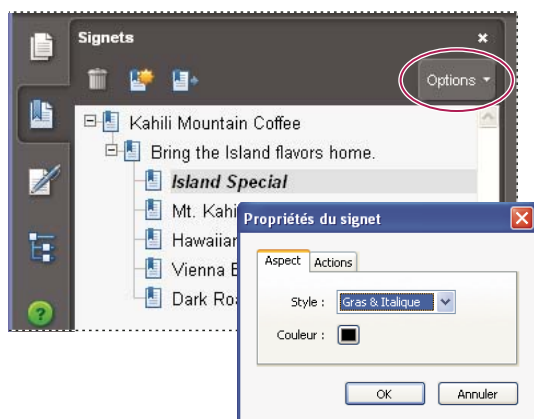 Signets
Options
Kahili Mountain Coffee
Bring the Island flavors home.
Island Special
Mt. Kahi
Hawaiian
Vienna
Dark Ro
Propriétés du signet
Aspect Actions
Style : Gras & Italique
Couleur :
OK Annuler